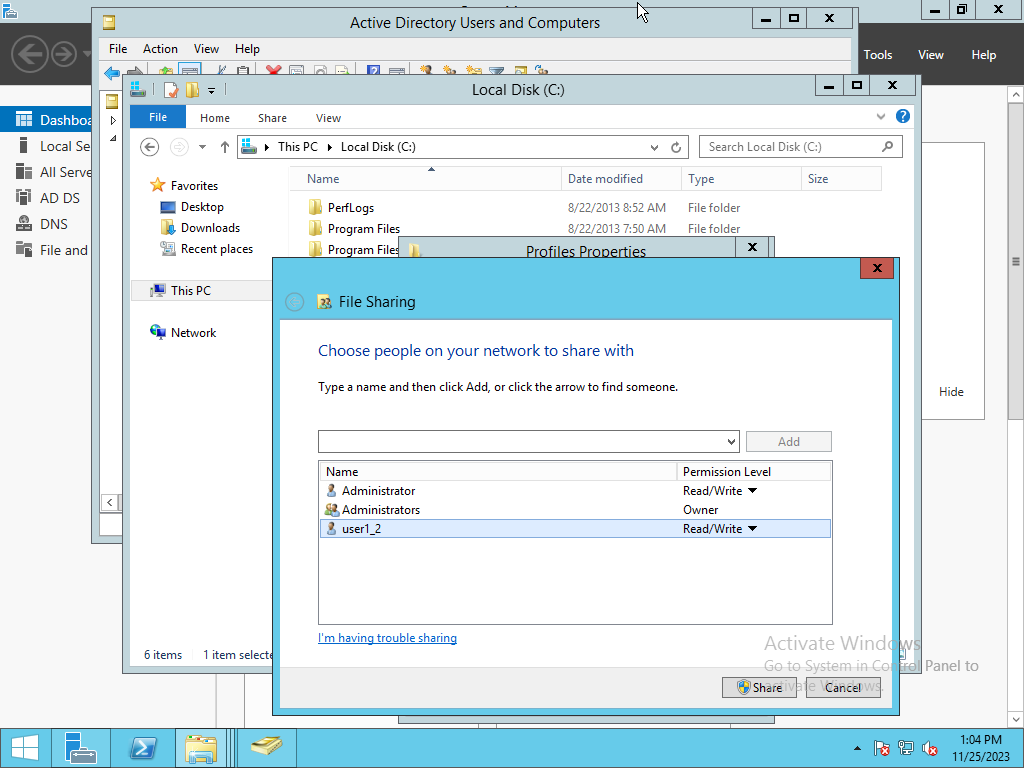 Active Directory Users and Computers
File Action View Help
Tools View Help
Local Disk (C:)
File Home Share View
This PC Local Disk (C:)
Search Local Disk (C:)
Dashboa
Local Se
All Serve
AD DS
DNS
File and
Favorites
Desktop
Downloads
Recent places
This PC
Network
Name Date modified Type Size
PerfLogs 8/22/2013 8:52 AM File folder
Program Files 8/22/2013 7:50 AM File folder
Program Files
Profiles Properties
File Sharing
Choose people on your network to share with
Type a name and then click Add, or click the arrow to find someone.
Add
Name Permission Level
Administrator Read/Write
Administrators Owner
user1_2 Read/Write
I'm having trouble sharing
Share Cancel
Hide
6 items 1 item selecte
Activate Windows
Go to System in Control Panel to
activate Windows.
1:04 PM
11/25/2023